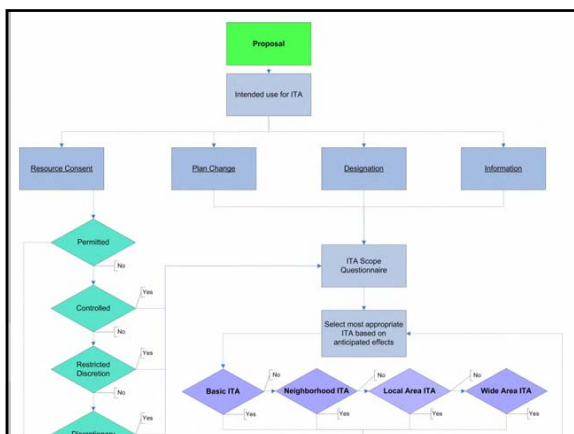 Proposal
Intended use for ITA
Resource Consent
Plan Change
Designation
Information
Permitted
No
ITA Scope
Questionnaire
Yes
Controlled
No
Select most appropriate
ITA based on
anticipated effects
Yes
Restricted
Discretion
No
No
No
No
Basic ITA
Neighborhood ITA
Local Area ITA
Wide Area ITA
Yes
Yes
Yes
Yes
Yes
Discretionary